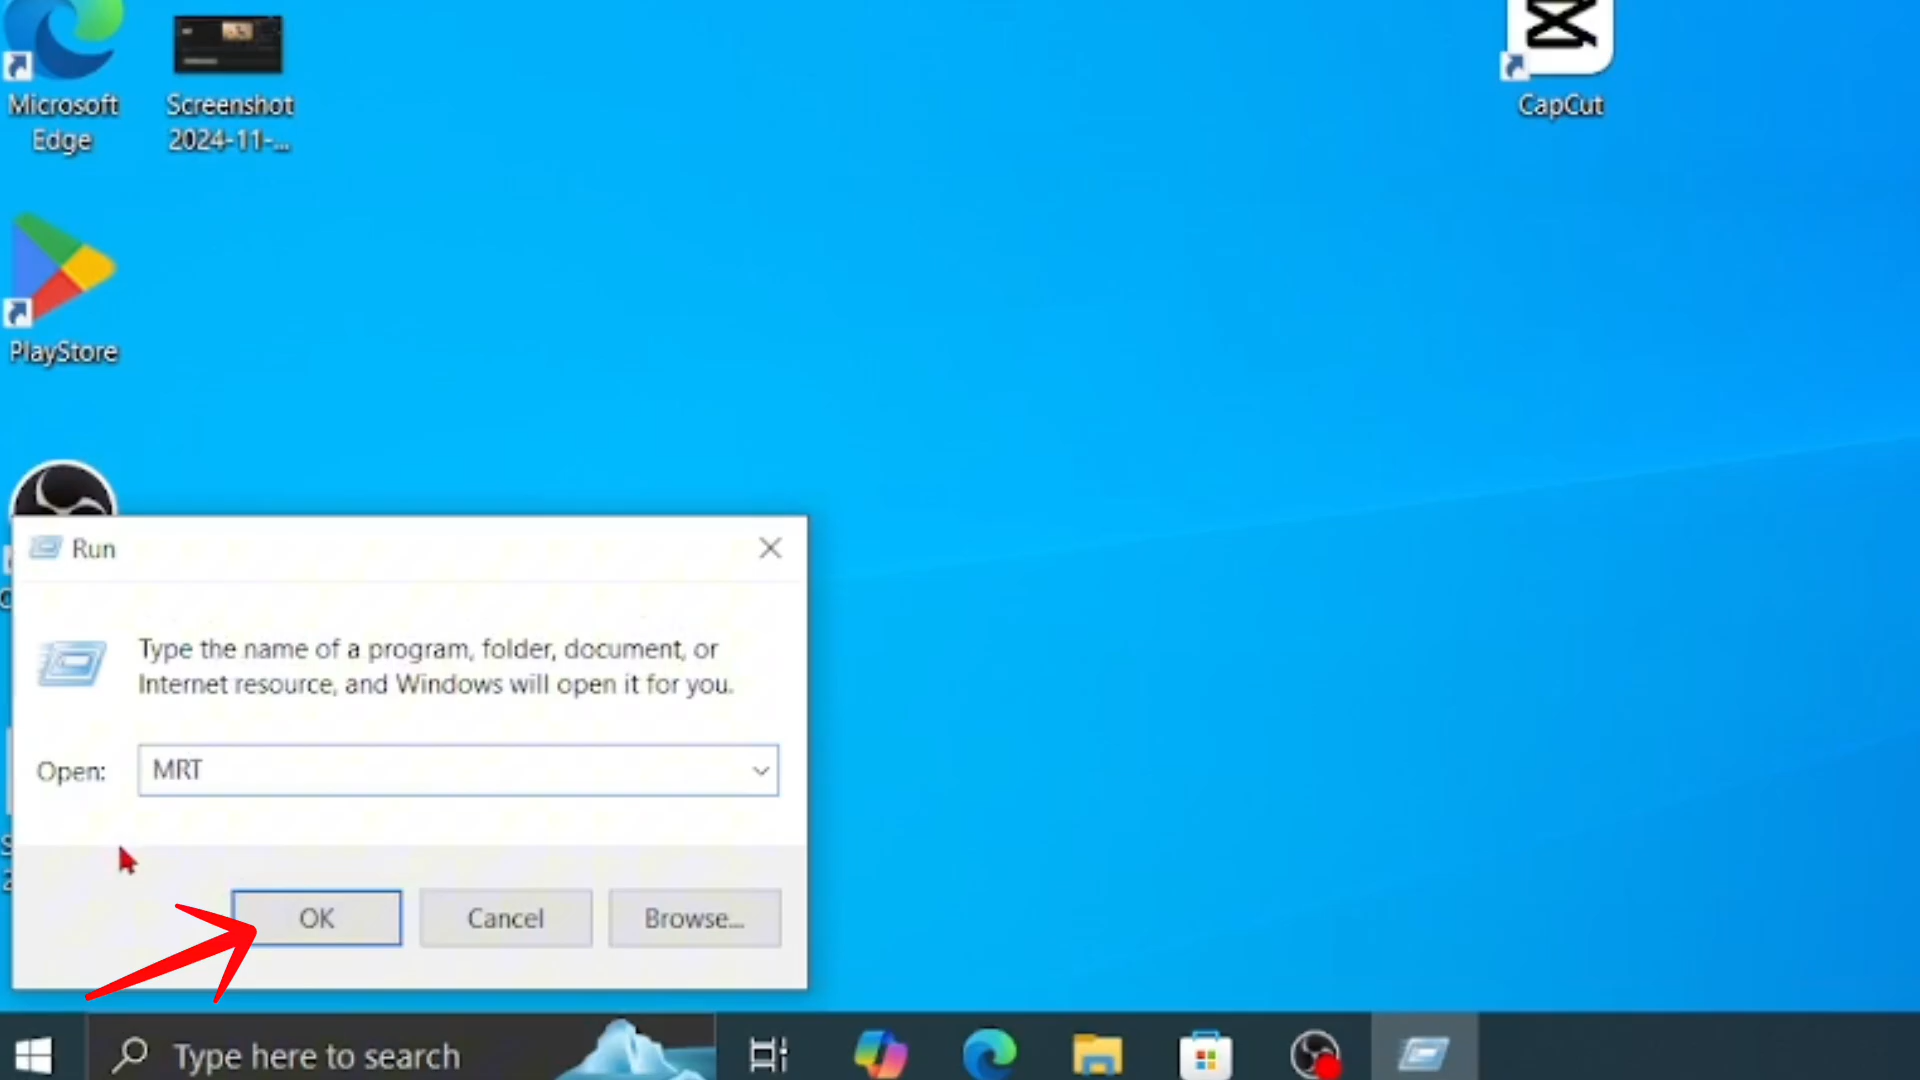 Microsoft
Edge
Screenshot
2024-11-...
CapCut
PlayStore
Run
Type the name of a program, folder, document, or
Internet resource, and Windows will open it for you.
Open:
MRT
OK
Cancel
Browse...
Type here to search